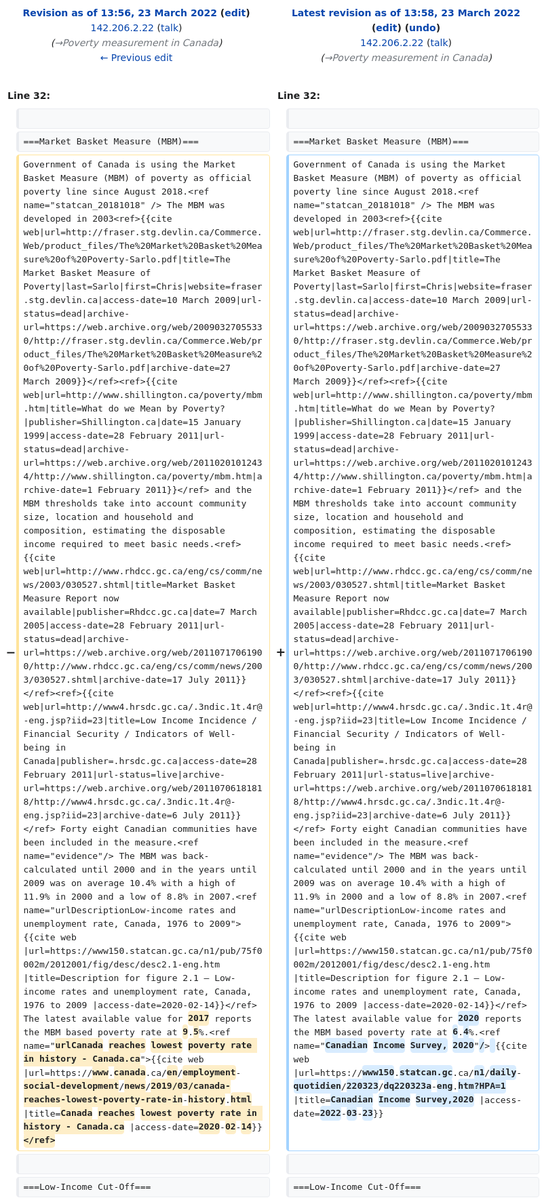 Revision as of 13:56, 23 March 2022 (edit)
142.206.2.22 (talk)
(→Poverty measurement in Canada)
← Previous edit
Latest revision as of 13:58, 23 March 2022
(edit) (undo)
142.206.2.22 (talk)
(→Poverty measurement in Canada)
Line 32:
Line 32:
===Market Basket Measure (MBM)===
===Market Basket Measure (MBM)===
−
Government of Canada is using the Market
Basket Measure (MBM) of poverty as official
poverty line since August 2018.<ref
name="statcan_20181018" /> The MBM was
developed in 2003<ref>{{cite
web|url=http://fraser.stg.devlin.ca/Commerce.
Web/product_files/The%20Market%20Basket%20Mea
sure%20of%20Poverty-Sarlo.pdf|title=The
Market Basket Measure of
Poverty|last=Sarlo|first=Chris|website=fraser
.stg.devlin.ca|access-date=10 March 2009|url-
status=dead|archive-
url=https://web.archive.org/web/2009032705533
0/http://fraser.stg.devlin.ca/Commerce.Web/pr
oduct_files/The%20Market%20Basket%20Measure%2
0of%20Poverty-Sarlo.pdf|archive-date=27
March 2009}}</ref><ref>{{cite
web|url=http://www.shillington.ca/poverty/mbm
.htm|title=What do we Mean by Poverty?
|publisher=Shillington.ca|date=15 January
1999|access-date=28 February 2011|url-
status=dead|archive-
url=https://web.archive.org/web/2011020101243
4/http://www.shillington.ca/poverty/mbm.htm|a
rchive-date=1 February 2011}}</ref> and the
MBM thresholds take into account community
size, location and household and
composition, estimating the disposable
income required to meet basic needs.<ref>
{{cite
web|url=http://www.rhdcc.gc.ca/eng/cs/comm/ne
ws/2003/030527.shtml|title=Market Basket
Measure Report now
available|publisher=Rhdcc.gc.ca|date=7 March
2005|access-date=28 February 2011|url-
status=dead|archive-
url=https://web.archive.org/web/2011071706190
0/http://www.rhdcc.gc.ca/eng/cs/comm/news/200
3/030527.shtml|archive-date=17 July 2011}}
</ref><ref>{{cite
web|url=http://www4.hrsdc.gc.ca/.3ndic.1t.4r@
-eng.jsp?iid=23|title=Low Income Incidence /
Financial Security / Indicators of Well-
being in
Canada|publisher=.hrsdc.gc.ca|access-date=28
February 2011|url-status=live|archive-
url=https://web.archive.org/web/2011070618181
8/http://www4.hrsdc.gc.ca/.3ndic.1t.4r@-
eng.jsp?iid=23|archive-date=6 July 2011}}
</ref> Forty eight Canadian communities have
been included in the measure.<ref
name="evidence"/> The MBM was back-
calculated until 2000 and in the years until
2009 was on average 10.4% with a high of
11.9% in 2000 and a low of 8.8% in 2007.<ref
name="urlDescriptionLow-income rates and
unemployment rate, Canada, 1976 to 2009">
{{cite web
|url=https://www150.statcan.gc.ca/n1/pub/75f0
002m/2012001/fig/desc/desc2.1-eng.htm
|title=Description for figure 2.1 – Low-
income rates and unemployment rate, Canada,
1976 to 2009 |access-date=2020-02-14}}</ref>
The latest available value for 2017 reports
the MBM based poverty rate at 9.5%.<ref
name="urlCanada reaches lowest poverty rate
in history - Canada.ca">{{cite web
|url=https://www.canada.ca/en/employment-
social-development/news/2019/03/canada-
reaches-lowest-poverty-rate-in-history.html
|title=Canada reaches lowest poverty rate in
history - Canada.ca |access-date=2020-02-14}}
</ref>
+
Government of Canada is using the Market
Basket Measure (MBM) of poverty as official
poverty line since August 2018.<ref
name="statcan_20181018" /> The MBM was
developed in 2003<ref>{{cite
web|url=http://fraser.stg.devlin.ca/Commerce.
Web/product_files/The%20Market%20Basket%20Mea
sure%20of%20Poverty-Sarlo.pdf|title=The
Market Basket Measure of
Poverty|last=Sarlo|first=Chris|website=fraser
.stg.devlin.ca|access-date=10 March 2009|url-
status=dead|archive-
url=https://web.archive.org/web/2009032705533
0/http://fraser.stg.devlin.ca/Commerce.Web/pr
oduct_files/The%20Market%20Basket%20Measure%2
0of%20Poverty-Sarlo.pdf|archive-date=27
March 2009}}</ref><ref>{{cite
web|url=http://www.shillington.ca/poverty/mbm
.htm|title=What do we Mean by Poverty?
|publisher=Shillington.ca|date=15 January
1999|access-date=28 February 2011|url-
status=dead|archive-
url=https://web.archive.org/web/2011020101243
4/http://www.shillington.ca/poverty/mbm.htm|a
rchive-date=1 February 2011}}</ref> and the
MBM thresholds take into account community
size, location and household and
composition, estimating the disposable
income required to meet basic needs.<ref>
{{cite
web|url=http://www.rhdcc.gc.ca/eng/cs/comm/ne
ws/2003/030527.shtml|title=Market Basket
Measure Report now
available|publisher=Rhdcc.gc.ca|date=7 March
2005|access-date=28 February 2011|url-
status=dead|archive-
url=https://web.archive.org/web/2011071706190
0/http://www.rhdcc.gc.ca/eng/cs/comm/news/200
3/030527.shtml|archive-date=17 July 2011}}
</ref><ref>{{cite
web|url=http://www4.hrsdc.gc.ca/.3ndic.1t.4r@
-eng.jsp?iid=23|title=Low Income Incidence /
Financial Security / Indicators of Well-
being in
Canada|publisher=.hrsdc.gc.ca|access-date=28
February 2011|url-status=live|archive-
url=https://web.archive.org/web/2011070618181
8/http://www4.hrsdc.gc.ca/.3ndic.1t.4r@-
eng.jsp?iid=23|archive-date=6 July 2011}}
</ref> Forty eight Canadian communities have
been included in the measure.<ref
name="evidence"/> The MBM was back-
calculated until 2000 and in the years until
2009 was on average 10.4% with a high of
11.9% in 2000 and a low of 8.8% in 2007.<ref
name="urlDescriptionLow-income rates and
unemployment rate, Canada, 1976 to 2009">
{{cite web
|url=https://www150.statcan.gc.ca/n1/pub/75f0
002m/2012001/fig/desc/desc2.1-eng.htm
|title=Description for figure 2.1 – Low-
income rates and unemployment rate, Canada,
1976 to 2009 |access-date=2020-02-14}}</ref>
The latest available value for 2020 reports
the MBM based poverty rate at 6.4%.<ref
name="Canadian Income Survey, 2020"/> {{cite
web
|url=https://www150.statcan.gc.ca/n1/daily-
quotidien/220323/dq220323a-eng.htm?HPA=1
|title=Canadian Income Survey,2020 |access-
date=2022-03-23}}
===Low-Income Cut-Off===
===Low-Income Cut-Off===